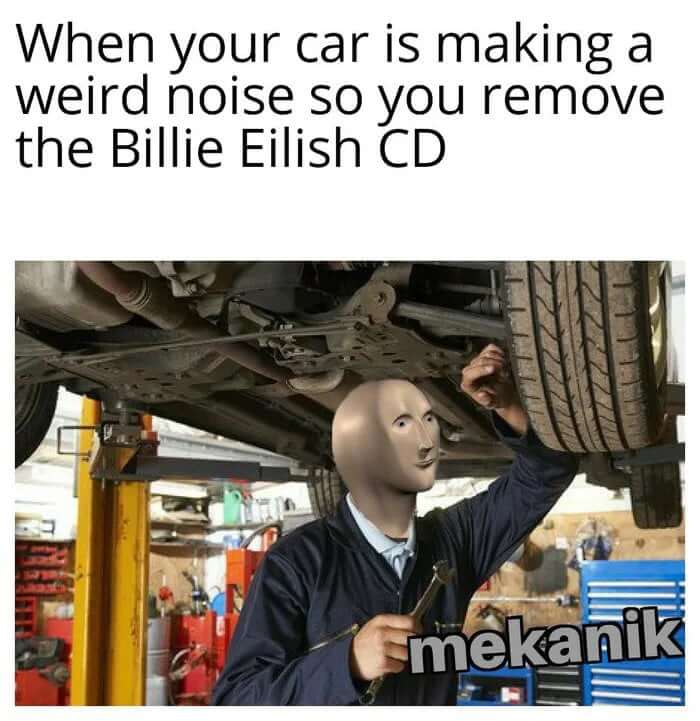 When your car is making a
weird noise so you remove
the Billie Eilish CD
mekanik